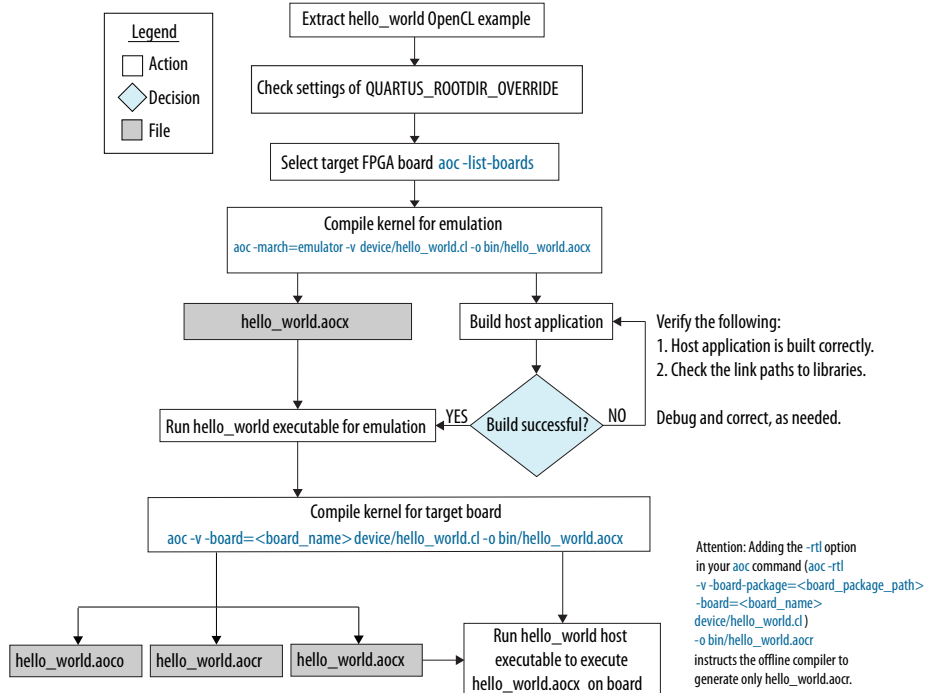 Extract hello_world OpenCL example
Legend
Action
Decision
File
Check settings of QUARTUS_ROOTDIR_OVERRIDE
Select target FPGA board aoc -list-boards
Compile kernel for emulation
aoc -march=emulator -v device/hello_world.cl -o bin/hello_world.aocx
hello_world.aocx
Build host application
Verify the following:
1. Host application is built correctly.
2. Check the link paths to libraries.
Debug and correct, as needed.
Run hello_world executable for emulation
YES
Build successful?
NO
Compile kernel for target board
aoc -v -board=<board_name> device/hello_world.cl -o bin/hello_world.aocx
Attention: Adding the -rtl option
in your aoc command (aoc -rtl
-v -board-package=<board_package_path>
-board=<board_name>
device/hello_world.cl )
-o bin/hello_world.aocr
instructs the offline compiler to
generate only hello_world.aocr.
hello_world.aoco
hello_world.aocr
hello_world.aocx
Run hello_world host
executable to execute
hello_world.aocx on board